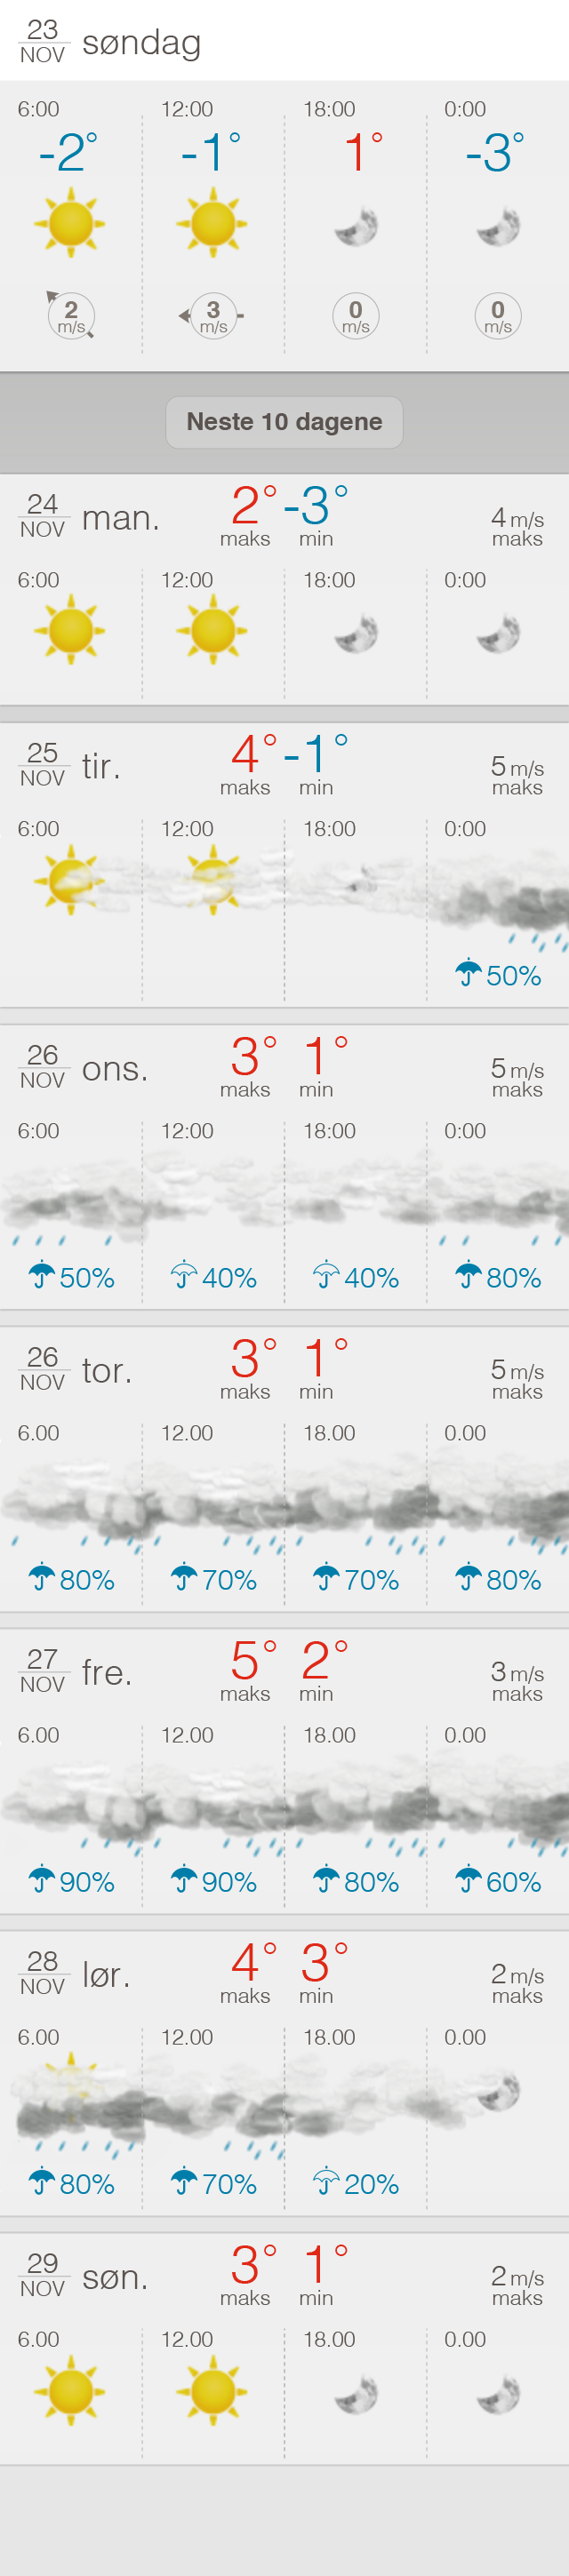 23
NOV
søndag
6:00 12:00 18:00 0:00
-2° -1° 1° -3°
2 3 0 0
m/s m/s m/s m/s
Neste 10 dagene
24
NOV
man.
2° -3°
maks min
4 m/s
maks
6:00 12:00 18:00 0:00
25
NOV
tir.
4° -1°
maks min
5 m/s
maks
6:00 12:00 18:00 0:00
50%
26
NOV
ons.
3° 1°
maks min
5 m/s
maks
6:00 12:00 18:00 0:00
50% 40% 40% 80%
26
NOV
tor.
3° 1°
maks min
5 m/s
maks
6.00 12.00 18.00 0.00
80% 70% 70% 80%
27
NOV
fre.
5° 2°
maks min
3 m/s
maks
6.00 12.00 18.00 0.00
90% 90% 80% 60%
28
NOV
lør.
4° 3°
maks min
2 m/s
maks
6.00 12.00 18.00 0.00
80% 70% 20%
29
NOV
søn.
3° 1°
maks min
2 m/s
maks
6.00 12.00 18.00 0.00